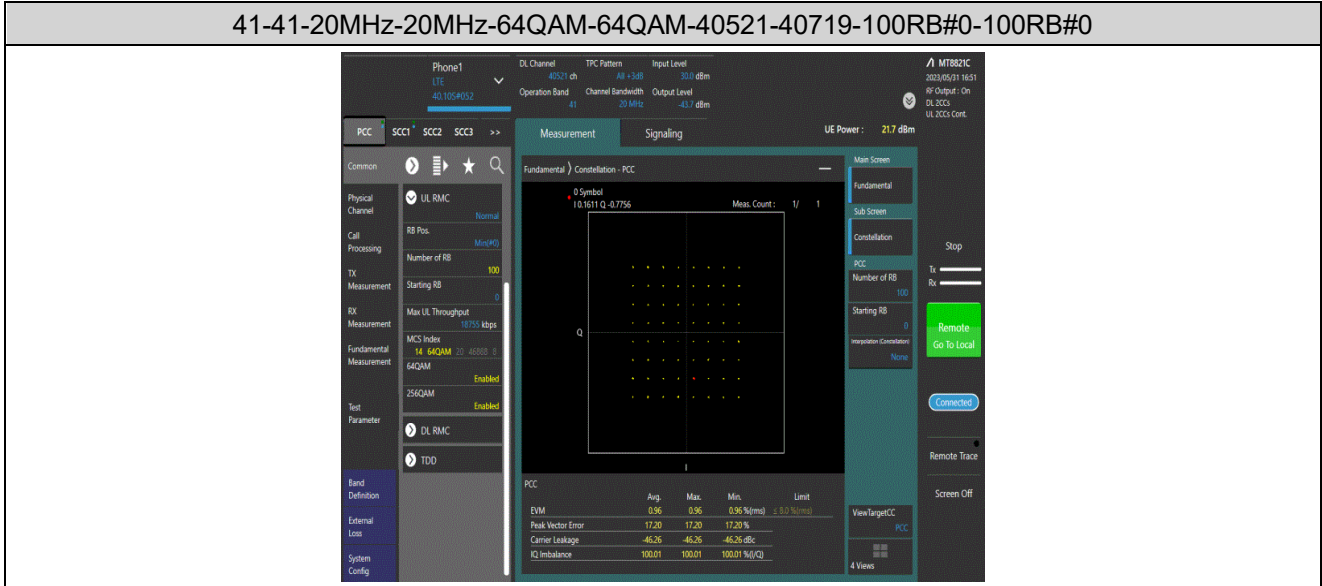 41-41-20MHz-20MHz-64QAM-64QAM-40521-40719-100RB#0-100RB#0
Phone1
LTE
40.10S#052
DL Channel
40521 ch
TPC Pattern
All +3dB
Input Level
30.0 dBm
Operation Band
41
Channel Bandwidth
20 MHz
Output Level
-43.7 dBm
MT8821C
2023/05/31 16:51
RF Output : On
DL 2CCs
UL 2CCs Cont.
PCC SCC1 SCC2 SCC3 >>
Measurement Signaling
UE Power : 21.7 dBm
Common
Physical
Channel
Call
Processing
TX
Measurement
RX
Measurement
Fundamental
Measurement
Test
Parameter
Band
Definition
External
Loss
System
Config
UL RMC
Normal
RB Pos.
Min(#0)
Number of RB
100
Starting RB
0
Max UL Throughput
18755 kbps
MCS Index
14 64QAM 20 46888 8
64QAM
Enabled
256QAM
Enabled
DL RMC
TDD
Fundamental ⟩ Constellation - PCC
0 Symbol
I 0.1611 Q -0.7756
Meas. Count : 1/ 1
Q
I
PCC
Avg. Max. Min. Limit
EVM 0.96 0.96 0.96 %(rms) ≤ 8.0 %(rms)
Peak Vector Error 17.20 17.20 17.20 %
Carrier Leakage -46.26 -46.26 -46.26 dBc
IQ Imbalance 100.01 100.01 100.01 %(I/Q)
Main Screen
Fundamental
Sub Screen
Constellation
PCC
Number of RB
100
Starting RB
0
Interpolation (Constellation)
None
ViewTargetCC
PCC
4 Views
Stop
Tx
Rx
Remote
Go To Local
Connected
Remote Trace
Screen Off